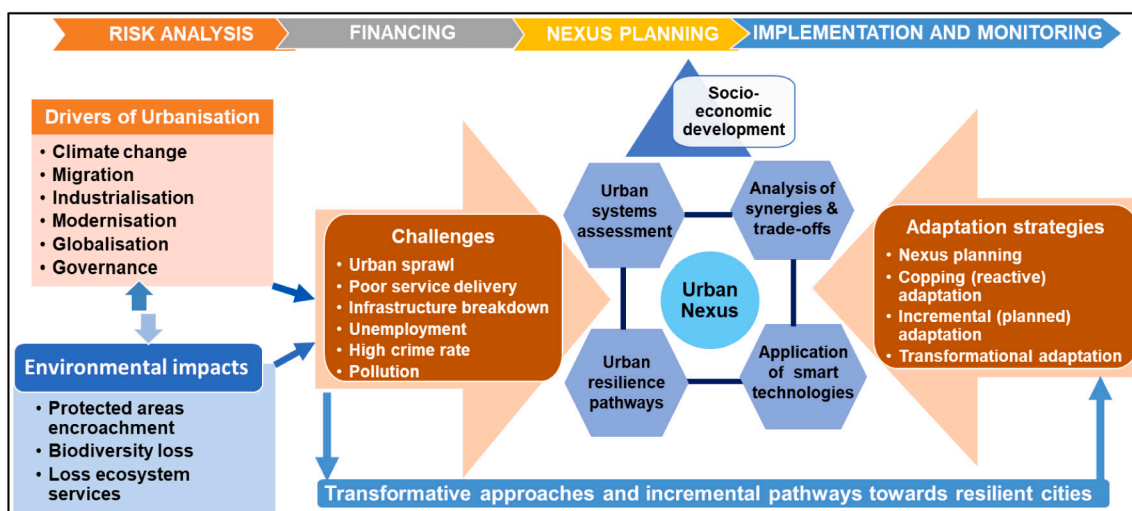 RISK ANALYSIS
FINANCING
NEXUS PLANNING
IMPLEMENTATION AND MONITORING
Drivers of Urbanisation
• Climate change
• Migration
• Industrialisation
• Modernisation
• Globalisation
• Governance
Environmental impacts
• Protected areas
encroachment
• Biodiversity loss
• Loss ecosystem
services
Challenges
• Urban sprawl
• Poor service delivery
• Infrastructure breakdown
• Unemployment
• High crime rate
• Pollution
Socio-
economic
development
Urban
systems
assessment
Analysis of
synergies &
trade-offs
Urban
Nexus
Urban
resilience
pathways
Application
of smart
technologies
Adaptation strategies
• Nexus planning
• Copping (reactive)
adaptation
• Incremental (planned)
adaptation
• Transformational adaptation
Transformative approaches and incremental pathways towards resilient cities